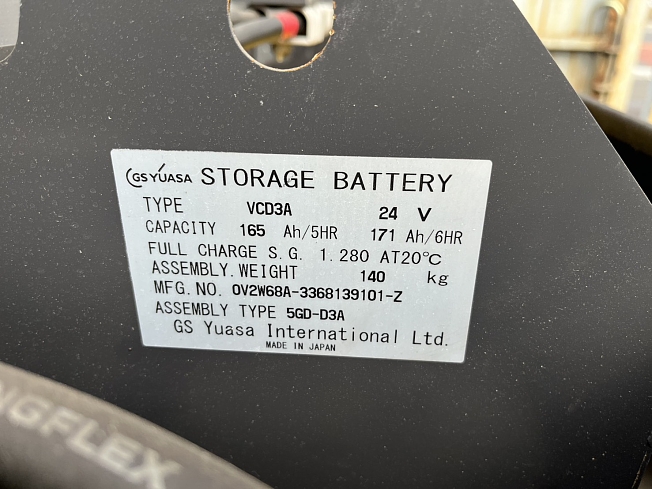 GS YUASA STORAGE BATTERY
TYPE VCD3A 24 V
CAPACITY 165 Ah/5HR 171 Ah/6HR
FULL CHARGE S.G. 1.280 AT20°C
ASSEMBLY.WEIGHT 140 kg
MFG.NO. 0V2W68A-3368139101-Z
ASSEMBLY TYPE 5GD-D3A
GS Yuasa International Ltd.
MADE IN JAPAN
NGFLEX